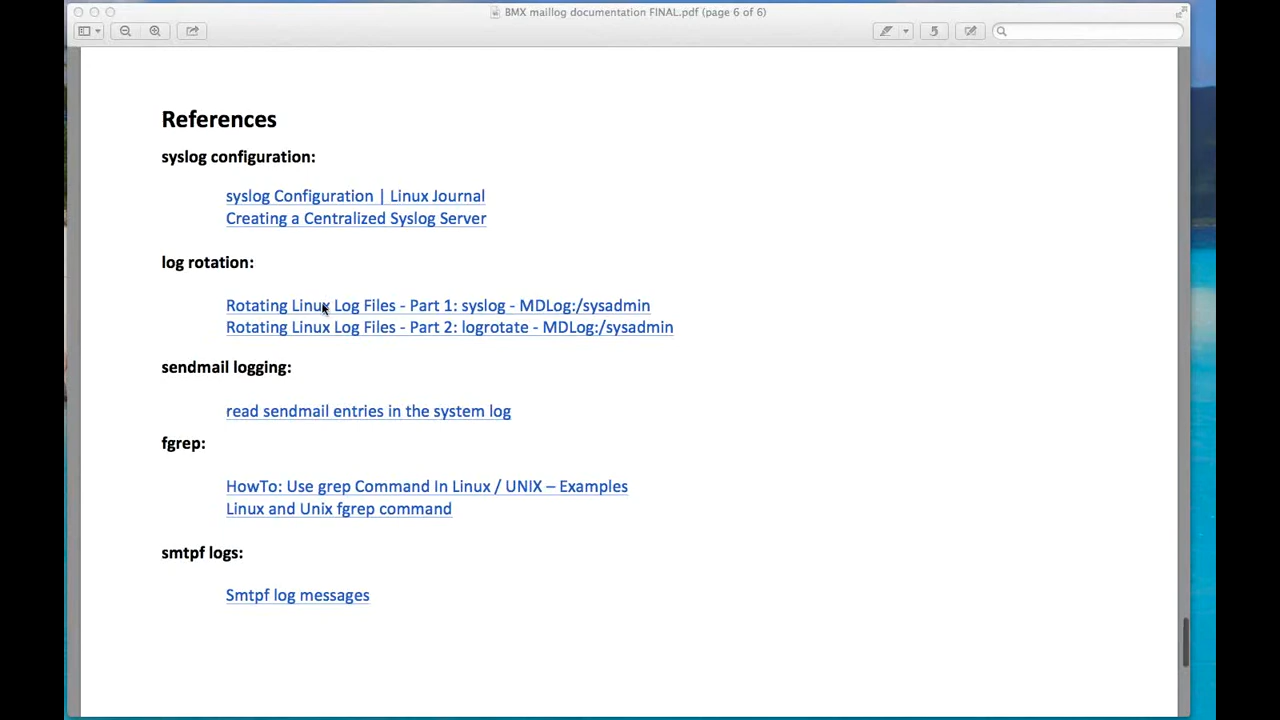 BMX maillog documentation FINAL.pdf (page 6 of 6)
References
syslog configuration:
syslog Configuration | Linux Journal
Creating a Centralized Syslog Server
log rotation:
Rotating Linux Log Files - Part 1: syslog - MDLog:/sysadmin
Rotating Linux Log Files - Part 2: logrotate - MDLog:/sysadmin
sendmail logging:
read sendmail entries in the system log
fgrep:
HowTo: Use grep Command In Linux / UNIX – Examples
Linux and Unix fgrep command
smtpf logs:
Smtpf log messages